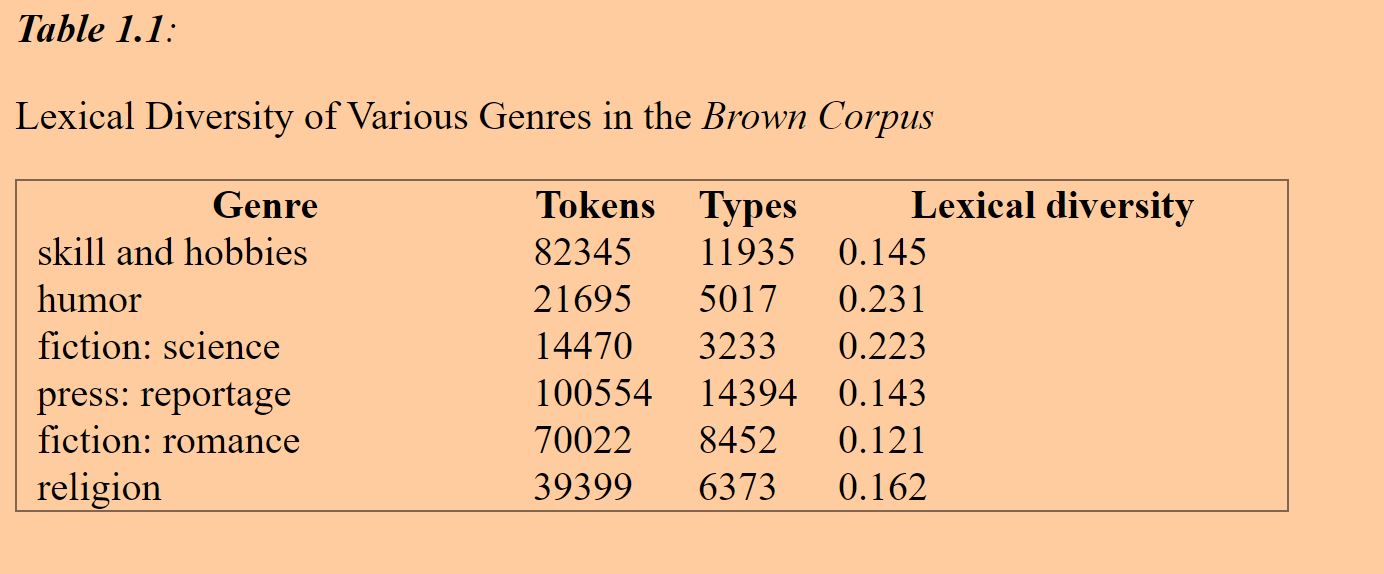 Table 1.1:
Lexical Diversity of Various Genres in the Brown Corpus
Genre Tokens Types Lexical diversity
skill and hobbies 82345 11935 0.145
humor 21695 5017 0.231
fiction: science 14470 3233 0.223
press: reportage 100554 14394 0.143
fiction: romance 70022 8452 0.121
religion 39399 6373 0.162